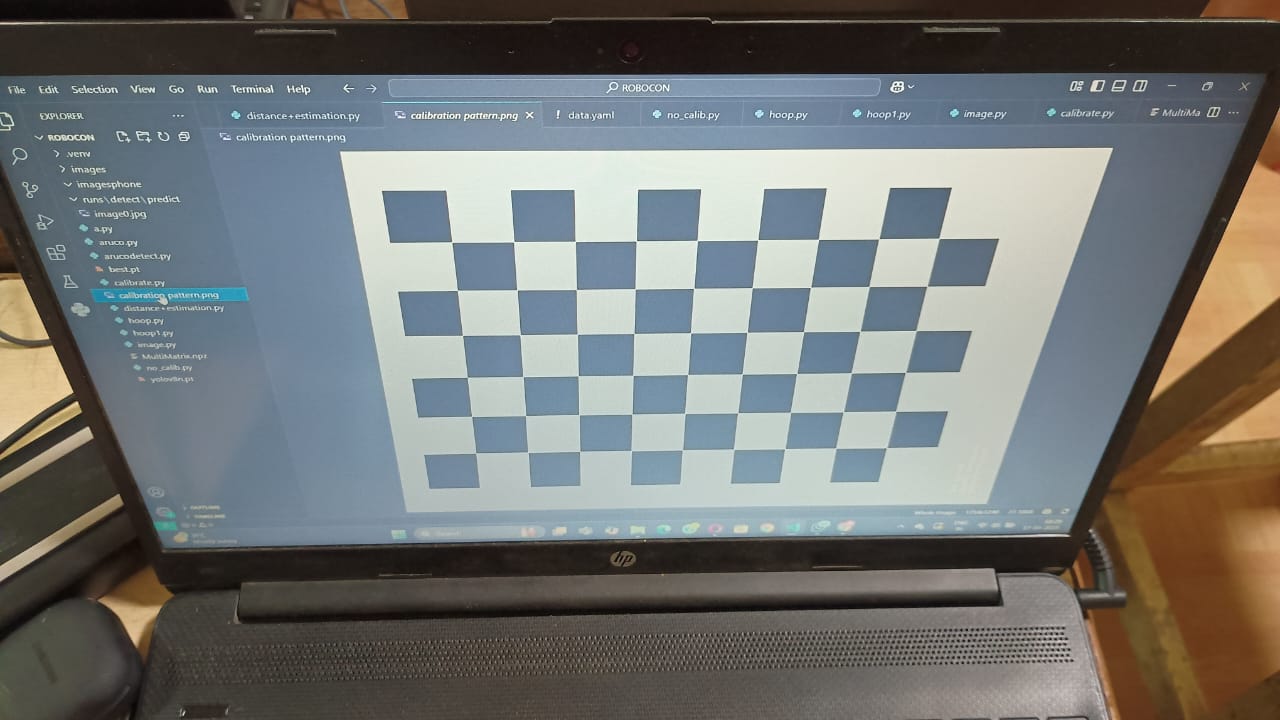 File Edit Selection View Go Run Terminal Help ROBOCON
EXPLORER ... distance+estimation.py calibration pattern.png ! data.yaml no_calib.py hoop.py hoop1.py image.py calibrate.py MultiMa ...
ROBOCON calibration pattern.png
.venv
images
imagesphone
runs\detect\predict
image0.jpg
a.py
aruco.py
arucodetect.py
best.pt
calibrate.py
calibration pattern.png
distance+estimation.py
hoop.py
hoop1.py
image.py
MultiMatrix.npz
no_calib.py
yolov8n.pt
OUTLINE
TIMELINE
Whole Image
Search
hp